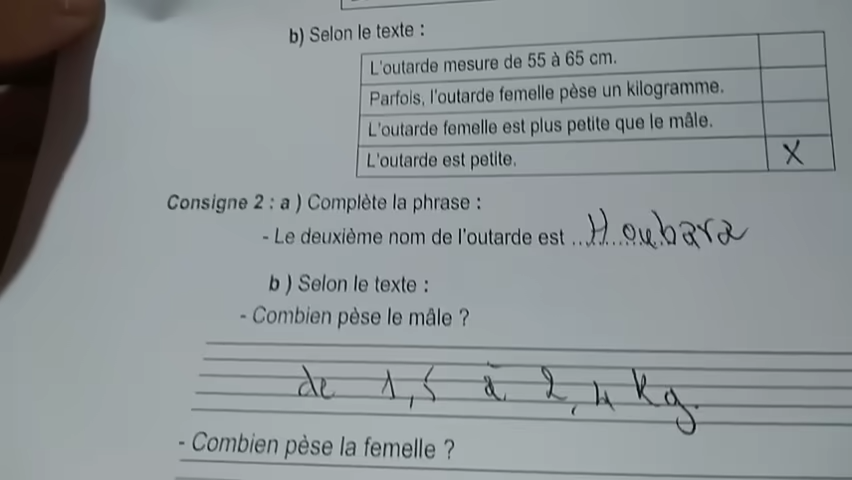 b) Selon le texte :
L'outarde mesure de 55 à 65 cm.
Parfois, l'outarde femelle pèse un kilogramme.
L'outarde femelle est plus petite que le mâle.
L'outarde est petite. X
Consigne 2 : a ) Complète la phrase :
- Le deuxième nom de l'outarde est ... Houbara
b ) Selon le texte :
- Combien pèse le mâle ?
de 1,5 à 2,4 Kg.
- Combien pèse la femelle ?